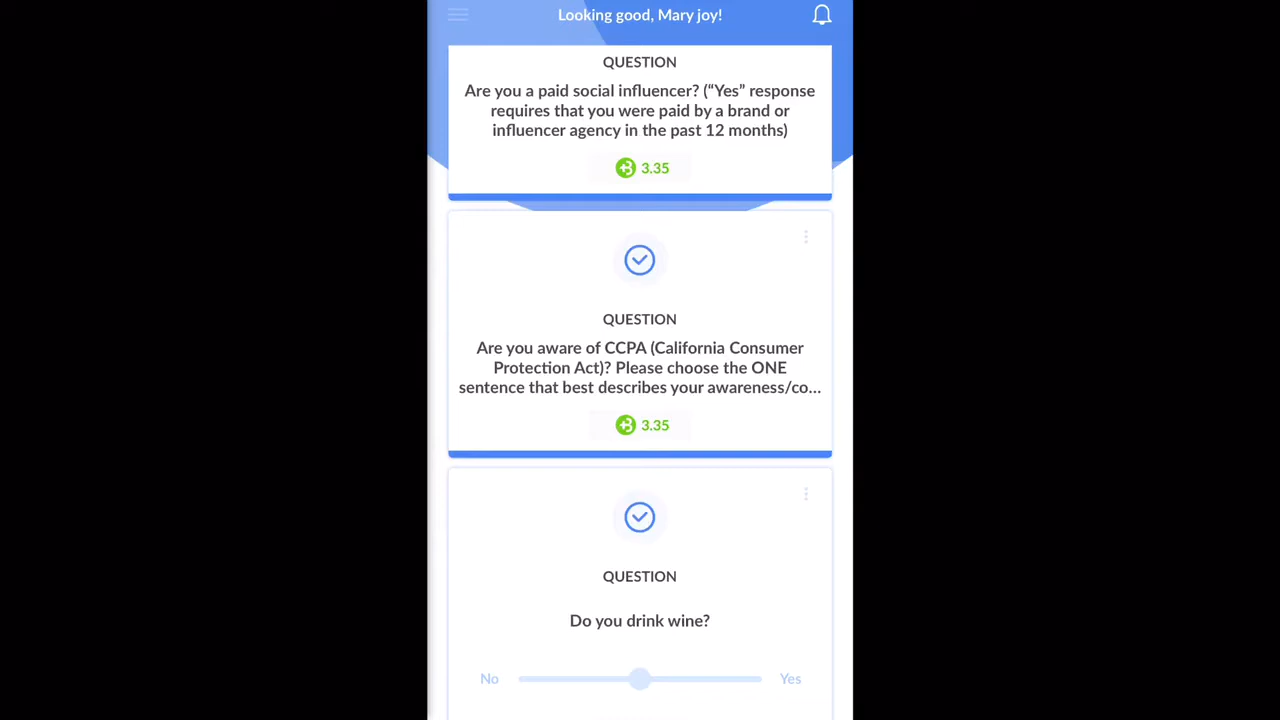 Looking good, Mary joy!
QUESTION
Are you a paid social influencer? (“Yes” response
requires that you were paid by a brand or
influencer agency in the past 12 months)
3.35
QUESTION
Are you aware of CCPA (California Consumer
Protection Act)? Please choose the ONE
sentence that best describes your awareness/co...
3.35
QUESTION
Do you drink wine?
No Yes